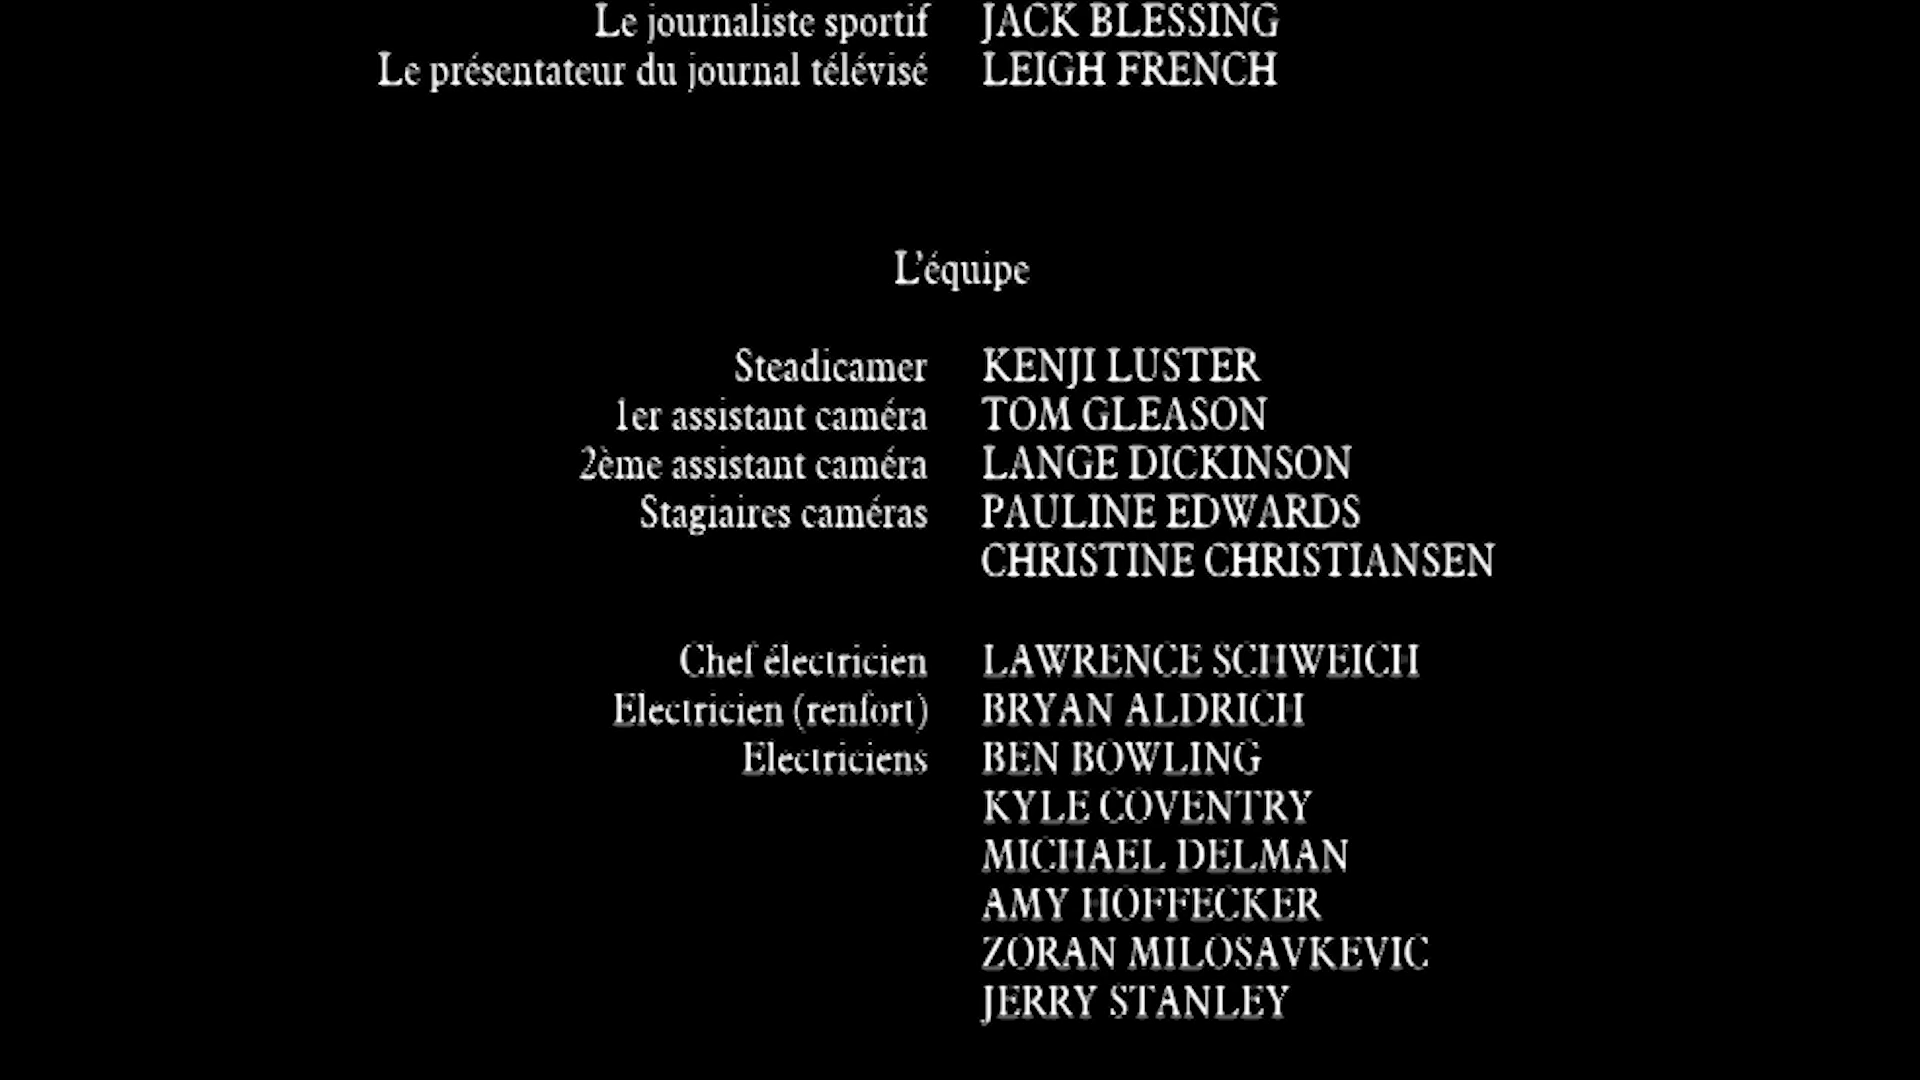 Le journaliste sportif JACK BLESSING
Le présentateur du journal télévisé LEIGH FRENCH
L'équipe
Steadicamer KENJI LUSTER
1er assistant caméra TOM GLEASON
2ème assistant caméra LANGE DICKINSON
Stagiaires caméras PAULINE EDWARDS
CHRISTINE CHRISTIANSEN
Chef électricien LAWRENCE SCHWEICH
Electricien (renfort) BRYAN ALDRICH
Electriciens BEN BOWLING
KYLE COVENTRY
MICHAEL DELMAN
AMY HOFFECKER
ZORAN MILOSAVKEVIC
JERRY STANLEY